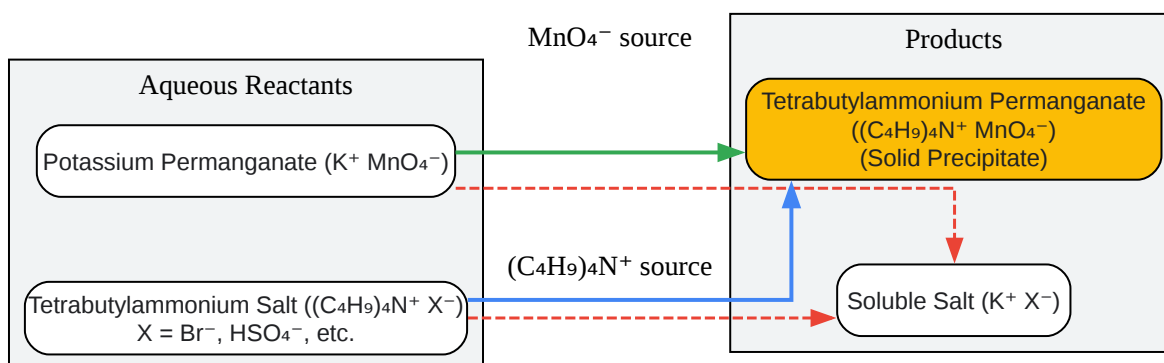 MnO₄⁻ source
Aqueous Reactants
Potassium Permanganate (K⁺ MnO₄⁻)
Tetrabutylammonium Salt ((C₄H₉)₄N⁺ X⁻)
X = Br⁻, HSO₄⁻, etc.
(C₄H₉)₄N⁺ source
Products
Tetrabutylammonium Permanganate
((C₄H₉)₄N⁺ MnO₄⁻)
(Solid Precipitate)
Soluble Salt (K⁺ X⁻)